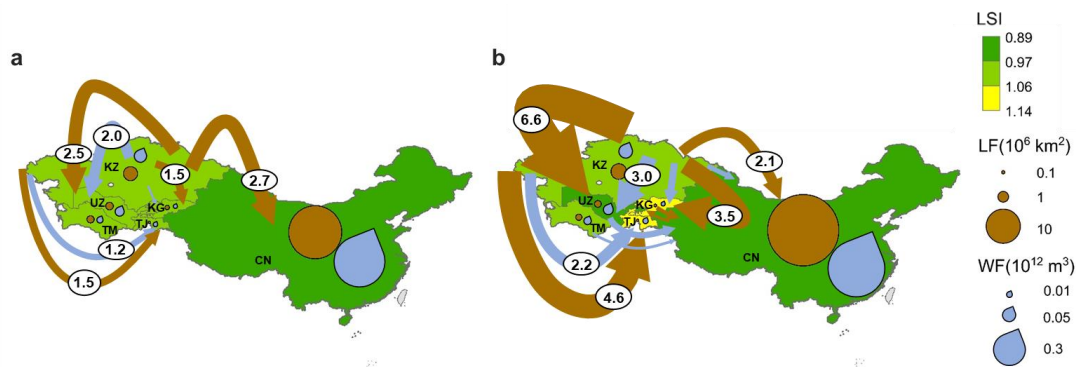 a
2.5
2.0
1.5
2.7
KZ
UZ
KG
TJ
TM
1.2
1.5
CN
b
6.6
2.1
KZ
3.0
UZ
KG
TJ
3.5
TM
2.2
4.6
CN
LSI
0.89
0.97
1.06
1.14
LF(10⁶ km²)
0.1
1
10
WF(10¹² m³)
0.01
0.05
0.3